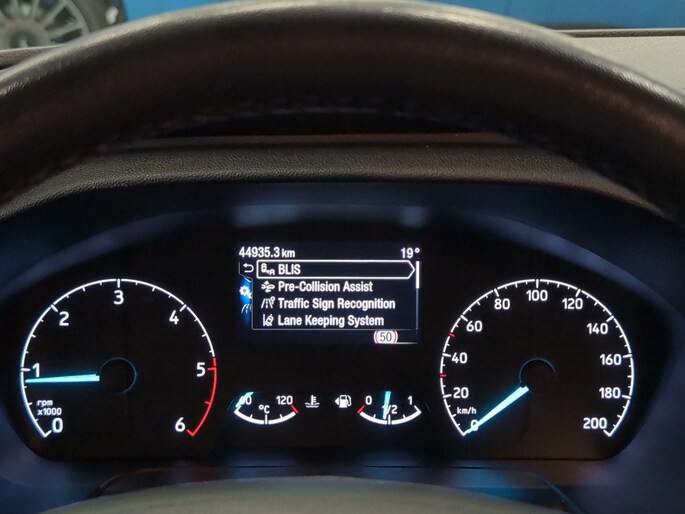 44935.3 km 19°
BLIS
Pre-Collision Assist
Traffic Sign Recognition
Lane Keeping System
50
0 1 2 3 4 5 6
rpm
x1000
120
°C
0 1/2 1
0 20 40 60 80 100 120 140 160 180 200
km/h